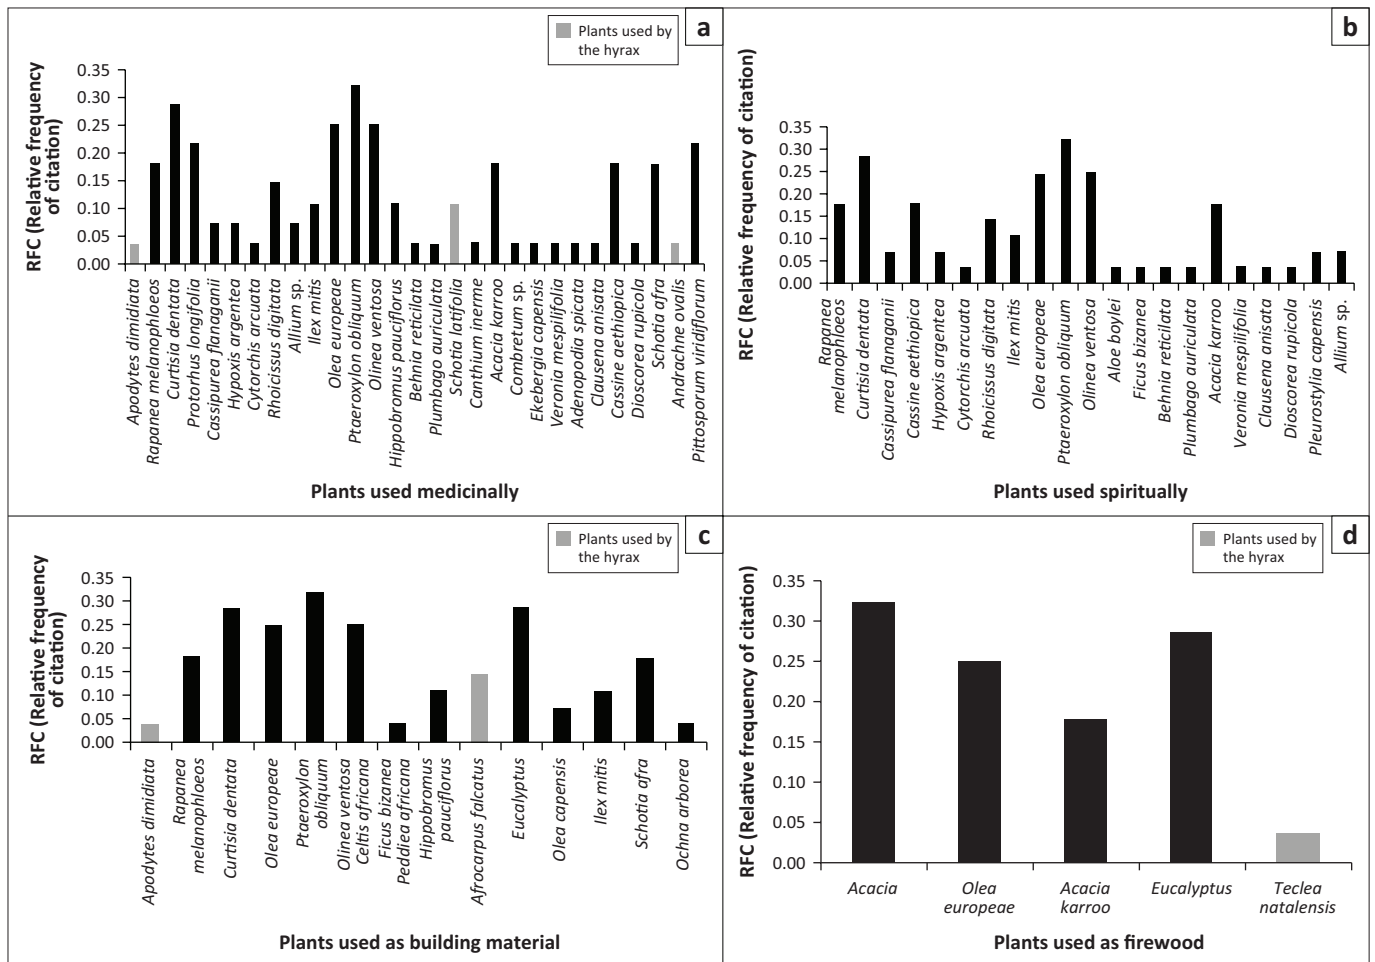 Plants used by
the hyrax
a
RFC (Relative frequency
of citation)
0.35
0.30
0.25
0.20
0.15
0.10
0.05
0.00
Apodytes dimidiata
Rapanea melanophloeos
Curtisia dentata
Protorhus longifolia
Cassipurea flanaganii
Hypoxis argentea
Cytorchis arcuata
Rhoicissus digitata
Allium sp.
Ilex mitis
Olea europeae
Ptaeroxylon obliquum
Olinea ventosa
Hippobromus pauciflorus
Behnia reticilata
Plumbago auriculata
Schotia latifolia
Canthium inerme
Acacia karroo
Combretum sp.
Ekebergia capensis
Veronia mespilifolia
Adenopodia spicata
Clausena anisata
Cassine aethiopica
Dioscorea rupicola
Schotia afra
Andrachne ovalis
Pittosporum viridiflorum
Plants used medicinally
b
RFC (Relative frequency of citation)
0.35
0.30
0.25
0.20
0.15
0.10
0.05
0.00
Rapanea
melanophloeos
Curtisia dentata
Cassipurea flanaganii
Cassine aethiopica
Hypoxis argentea
Cytorchis arcuata
Rhoicissus digitata
Ilex mitis
Olea europeae
Ptaeroxylon obliquum
Olinea ventosa
Aloe boylei
Ficus bizanea
Behnia reticilata
Plumbago auriculata
Acacia karroo
Veronia mespilifolia
Clausena anisata
Dioscorea rupicola
Pleurostylia capensis
Allium sp.
Plants used spiritually
Plants used by
the hyrax
c
RFC (Relative frequency
of citation)
0.35
0.30
0.25
0.20
0.15
0.10
0.05
0.00
Apodytes dimidiata
Rapanea
melanophloeos
Curtisia dentata
Olea europeae
Ptaeroxylon
obliquum
Olinea ventosa
Celtis africana
Ficus bizanea
Peddiea africana
Hippobromus
pauciflorus
Afrocarpus falcatus
Eucalyptus
Olea capensis
Ilex mitis
Schotia afra
Ochna arborea
Plants used as building material
Plants used by
the hyrax
d
RFC (Relative frequency of citation)
0.35
0.30
0.25
0.20
0.15
0.10
0.05
0.00
Acacia
Olea
europeae
Acacia
karroo
Eucalyptus
Teclea
natalensis
Plants used as firewood